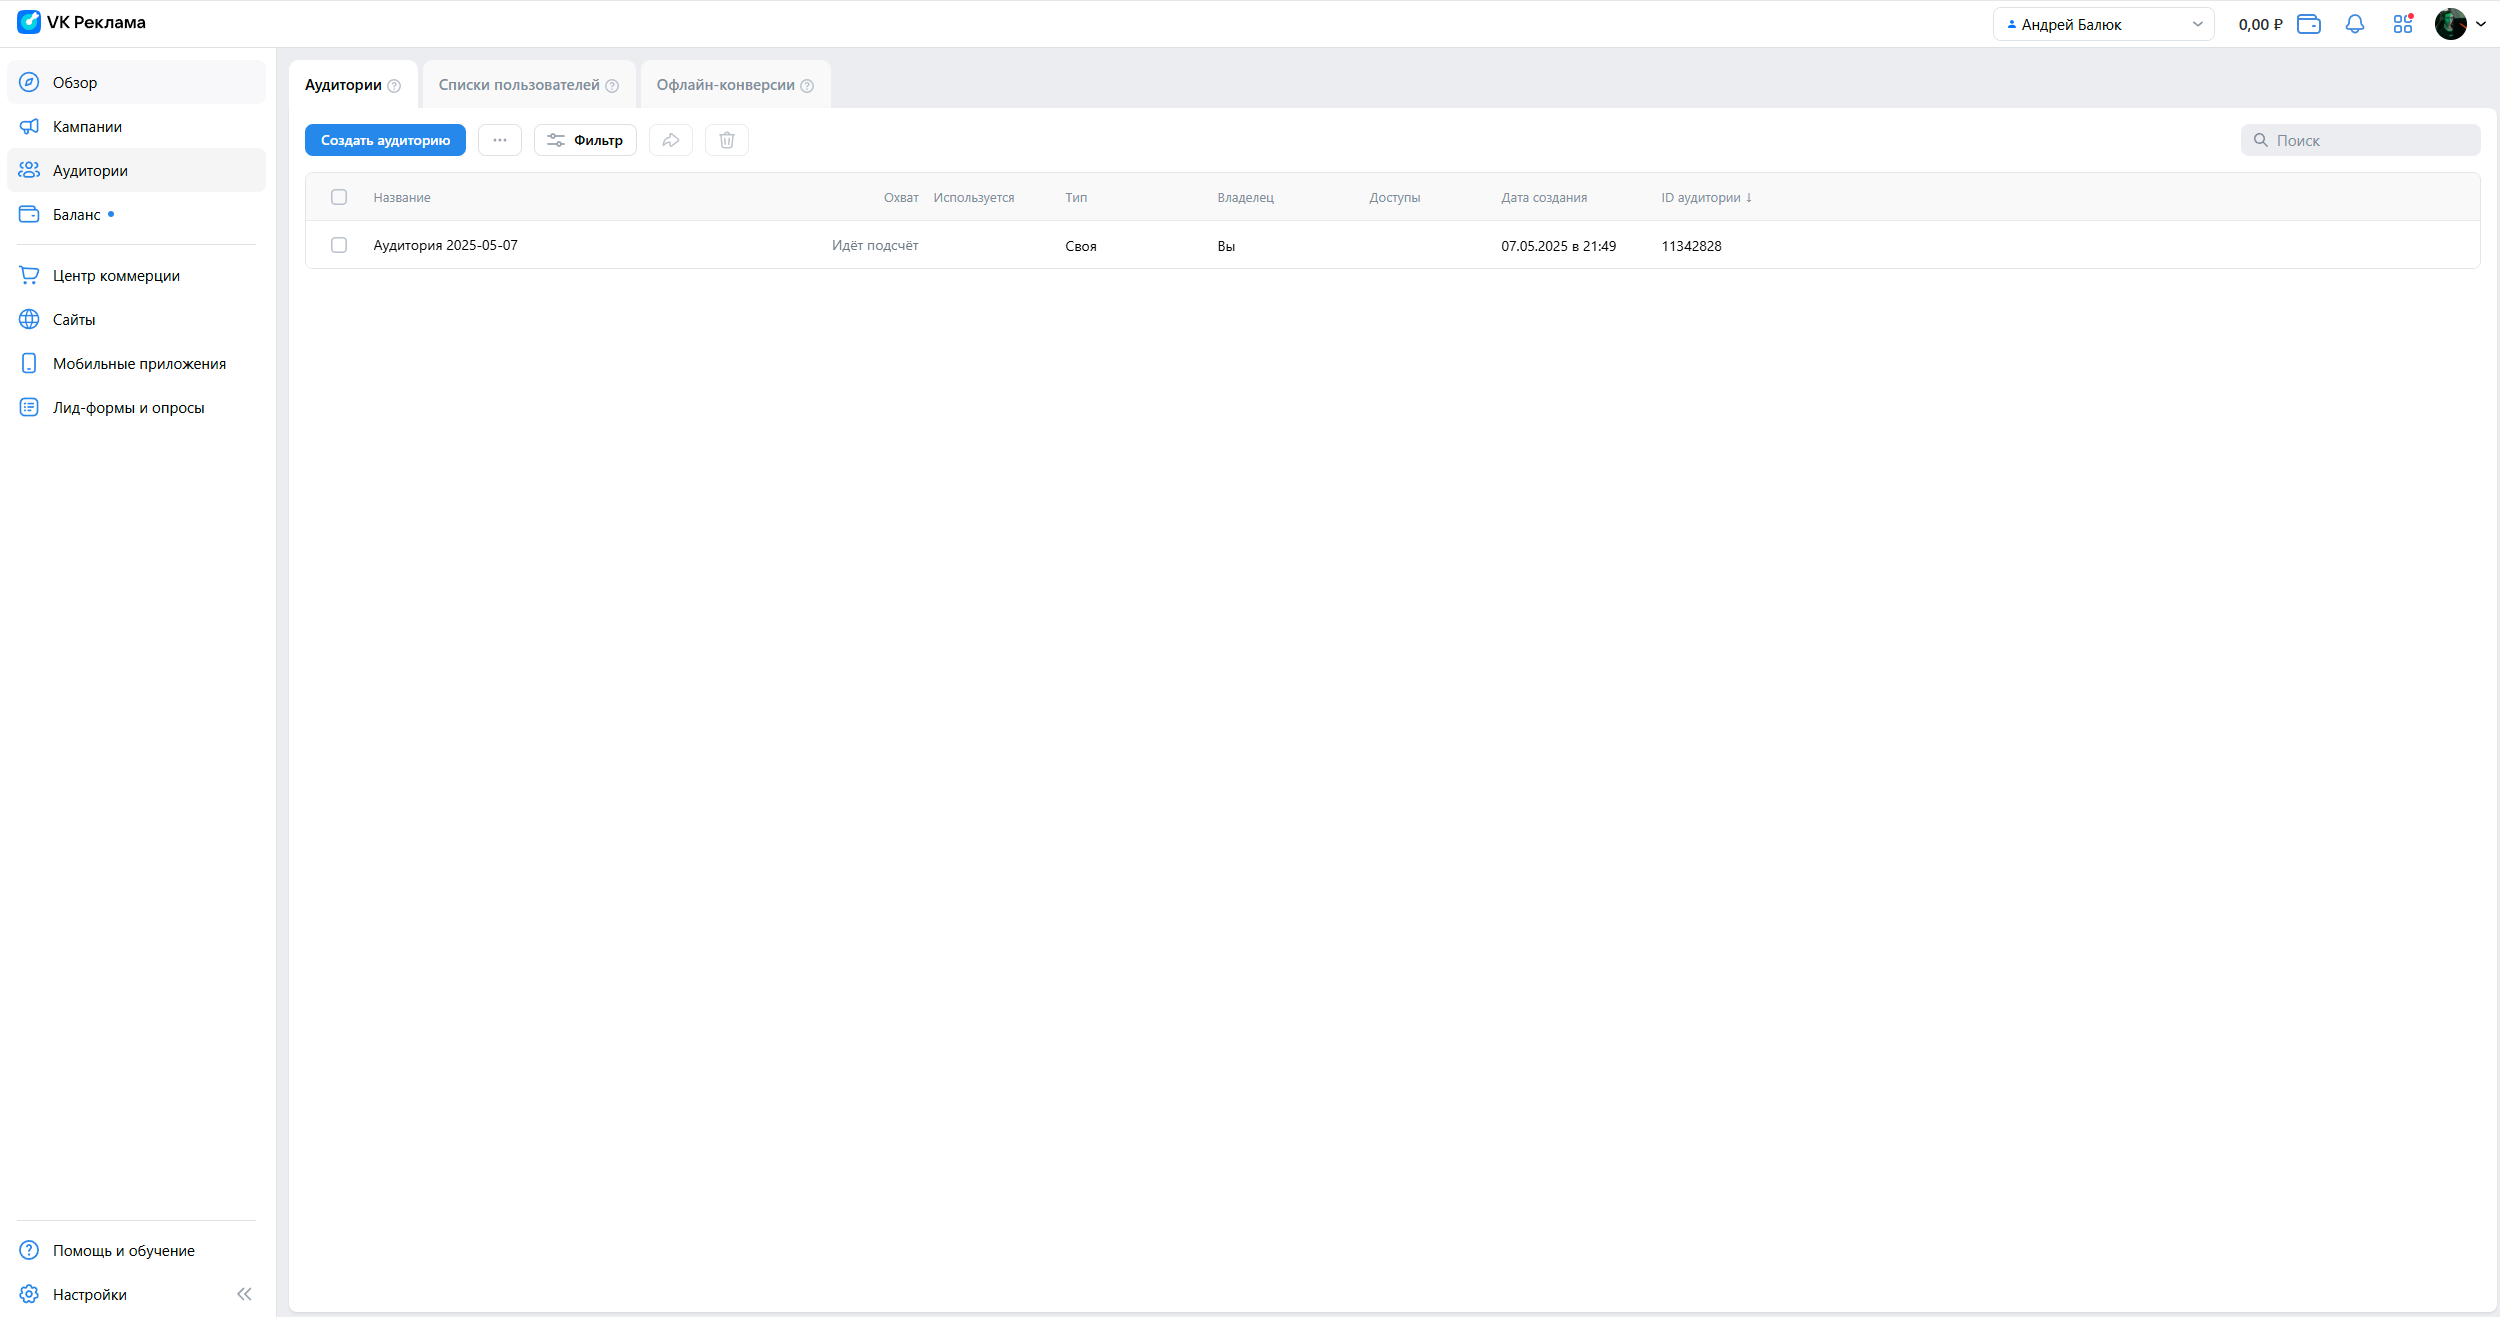 VK Реклама
Андрей Балюк
0,00 ₽
Обзор
Кампании
Аудитории
Баланс
Центр коммерции
Сайты
Мобильные приложения
Лид-формы и опросы
Помощь и обучение
Настройки
Аудитории Списки пользователей Офлайн-конверсии
Создать аудиторию Фильтр Поиск
Название Охват Используется Тип Владелец Доступы Дата создания ID аудитории ↓
Аудитория 2025-05-07 Идёт подсчёт Своя Вы 07.05.2025 в 21:49 11342828